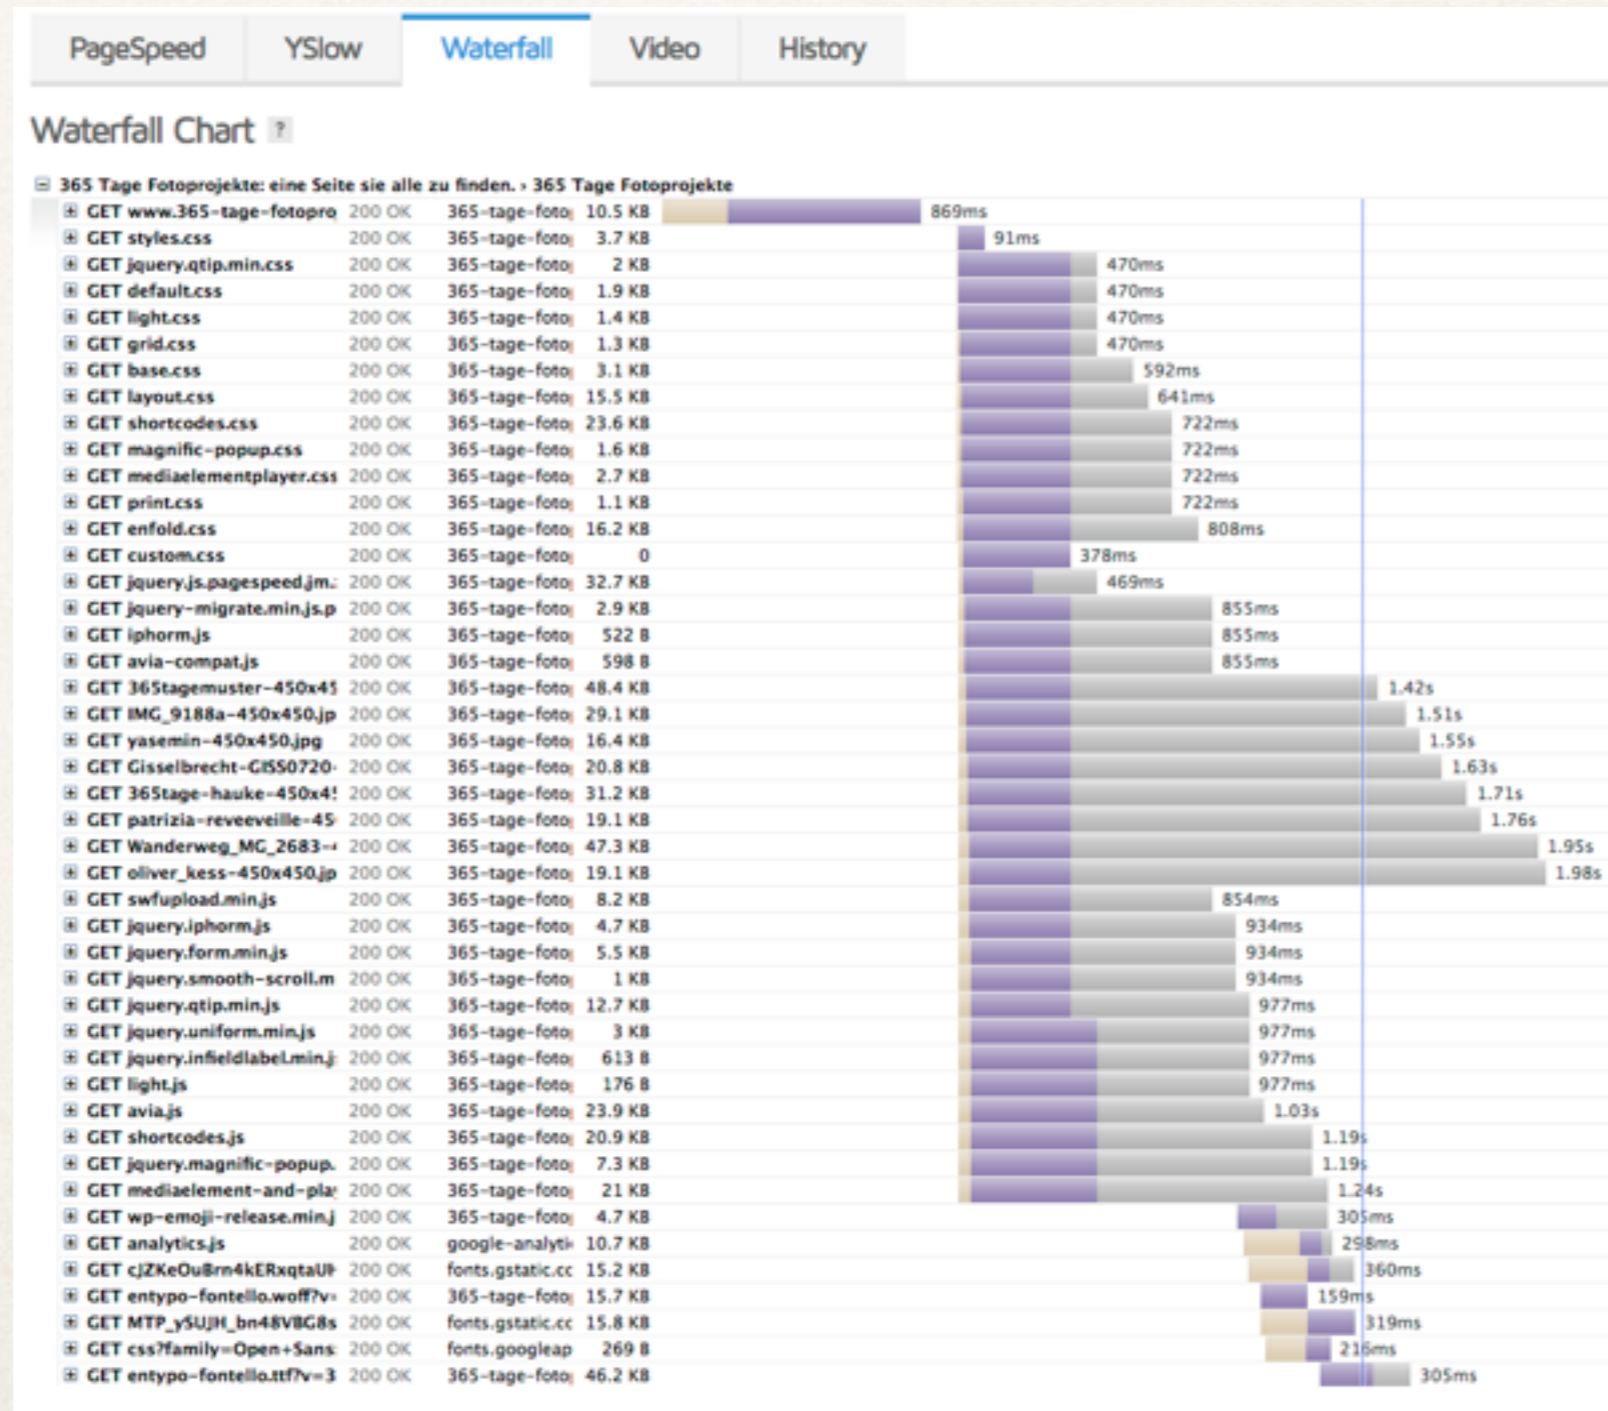 PageSpeed YSlow Waterfall Video History
Waterfall Chart ?
365 Tage Fotoprojekte: eine Seite sie alle zu finden. › 365 Tage Fotoprojekte
GET www.365-tage-fotopro 200 OK 365-tage-foto 10.5 KB 869ms
GET styles.css 200 OK 365-tage-foto 3.7 KB 91ms
GET jquery.qtip.min.css 200 OK 365-tage-foto 2 KB 470ms
GET default.css 200 OK 365-tage-foto 1.9 KB 470ms
GET light.css 200 OK 365-tage-foto 1.4 KB 470ms
GET grid.css 200 OK 365-tage-foto 1.3 KB 470ms
GET base.css 200 OK 365-tage-foto 3.1 KB 592ms
GET layout.css 200 OK 365-tage-foto 15.5 KB 641ms
GET shortcodes.css 200 OK 365-tage-foto 23.6 KB 722ms
GET magnific-popup.css 200 OK 365-tage-foto 1.6 KB 722ms
GET mediaelementplayer.css 200 OK 365-tage-foto 2.7 KB 722ms
GET print.css 200 OK 365-tage-foto 1.1 KB 722ms
GET enfold.css 200 OK 365-tage-foto 16.2 KB 808ms
GET custom.css 200 OK 365-tage-foto 0 378ms
GET jquery.js.pagespeed.jm. 200 OK 365-tage-foto 32.7 KB 469ms
GET jquery-migrate.min.js.p 200 OK 365-tage-foto 2.9 KB 855ms
GET iphorm.js 200 OK 365-tage-foto 522 B 855ms
GET avia-compat.js 200 OK 365-tage-foto 598 B 855ms
GET 365tagemuster-450x45 200 OK 365-tage-foto 48.4 KB 1.42s
GET IMG_9188a-450x450.jp 200 OK 365-tage-foto 29.1 KB 1.51s
GET yasemin-450x450.jpg 200 OK 365-tage-foto 16.4 KB 1.55s
GET Gisselbrecht-GISS0720- 200 OK 365-tage-foto 20.8 KB 1.63s
GET 365tage-hauke-450x4 200 OK 365-tage-foto 31.2 KB 1.71s
GET patrizia-reveeveille-45 200 OK 365-tage-foto 19.1 KB 1.76s
GET Wanderweg_MG_2683- 200 OK 365-tage-foto 47.3 KB 1.95s
GET oliver_kess-450x450.jp 200 OK 365-tage-foto 19.1 KB 1.98s
GET swfupload.min.js 200 OK 365-tage-foto 8.2 KB 854ms
GET jquery.iphorm.js 200 OK 365-tage-foto 4.7 KB 934ms
GET jquery.form.min.js 200 OK 365-tage-foto 5.5 KB 934ms
GET jquery.smooth-scroll.m 200 OK 365-tage-foto 1 KB 934ms
GET jquery.qtip.min.js 200 OK 365-tage-foto 12.7 KB 977ms
GET jquery.uniform.min.js 200 OK 365-tage-foto 3 KB 977ms
GET jquery.infieldlabel.min.j 200 OK 365-tage-foto 613 B 977ms
GET light.js 200 OK 365-tage-foto 176 B 977ms
GET avia.js 200 OK 365-tage-foto 23.9 KB 1.03s
GET shortcodes.js 200 OK 365-tage-foto 20.9 KB 1.19s
GET jquery.magnific-popup. 200 OK 365-tage-foto 7.3 KB 1.19s
GET mediaelement-and-pla 200 OK 365-tage-foto 21 KB 1.24s
GET wp-emoji-release.min.j 200 OK 365-tage-foto 4.7 KB 305ms
GET analytics.js 200 OK google-analyti 10.7 KB 298ms
GET 200 OK fonts.gstatic.cc 15.2 KB 360ms
GET entypo-fontello.woff?v= 200 OK 365-tage-foto 15.7 KB 159ms
GET 200 OK fonts.gstatic.cc 15.8 KB 319ms
GET css?family=Open+Sans: 200 OK fonts.googleap 269 B 216ms
GET entypo-fontello.ttf?v=3 200 OK 365-tage-foto 46.2 KB 305ms